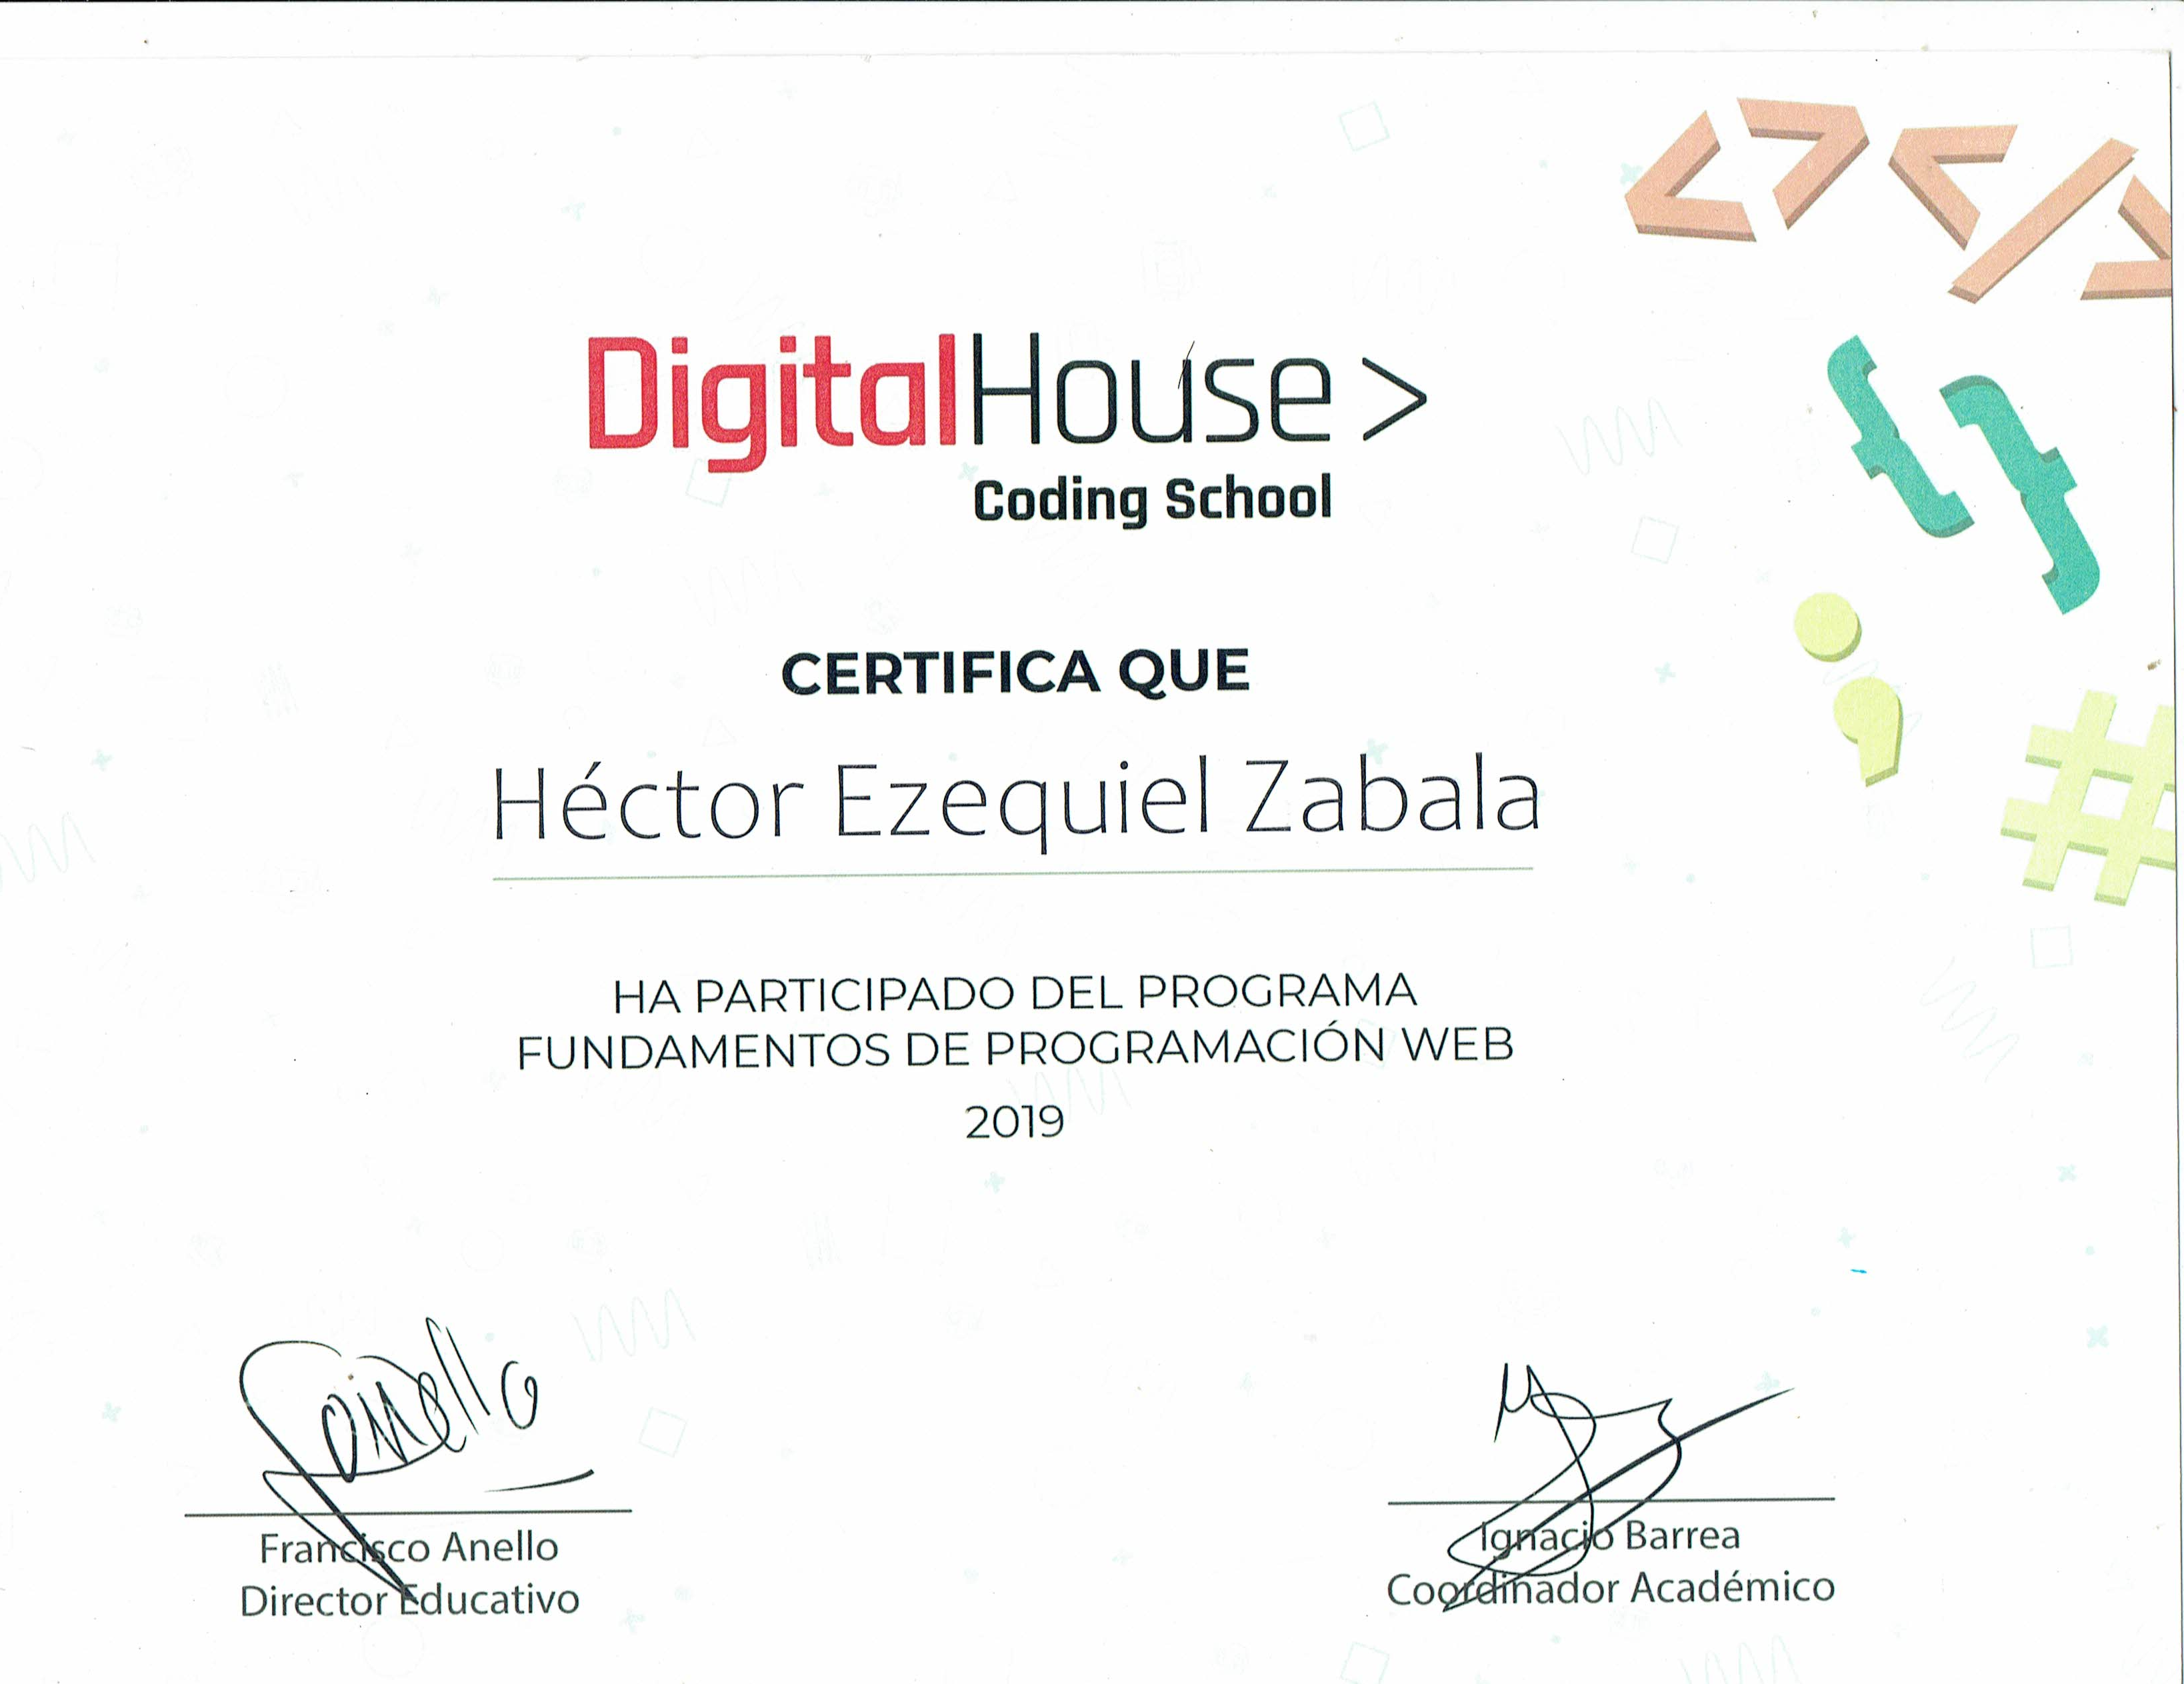 DigitalHouse>
Coding School
CERTIFICA QUE
Héctor Ezequiel Zabala
HA PARTICIPADO DEL PROGRAMA
FUNDAMENTOS DE PROGRAMACIÓN WEB
2019
Francisco Anello
Director Educativo
Ignacio Barrea
Coordinador Académico